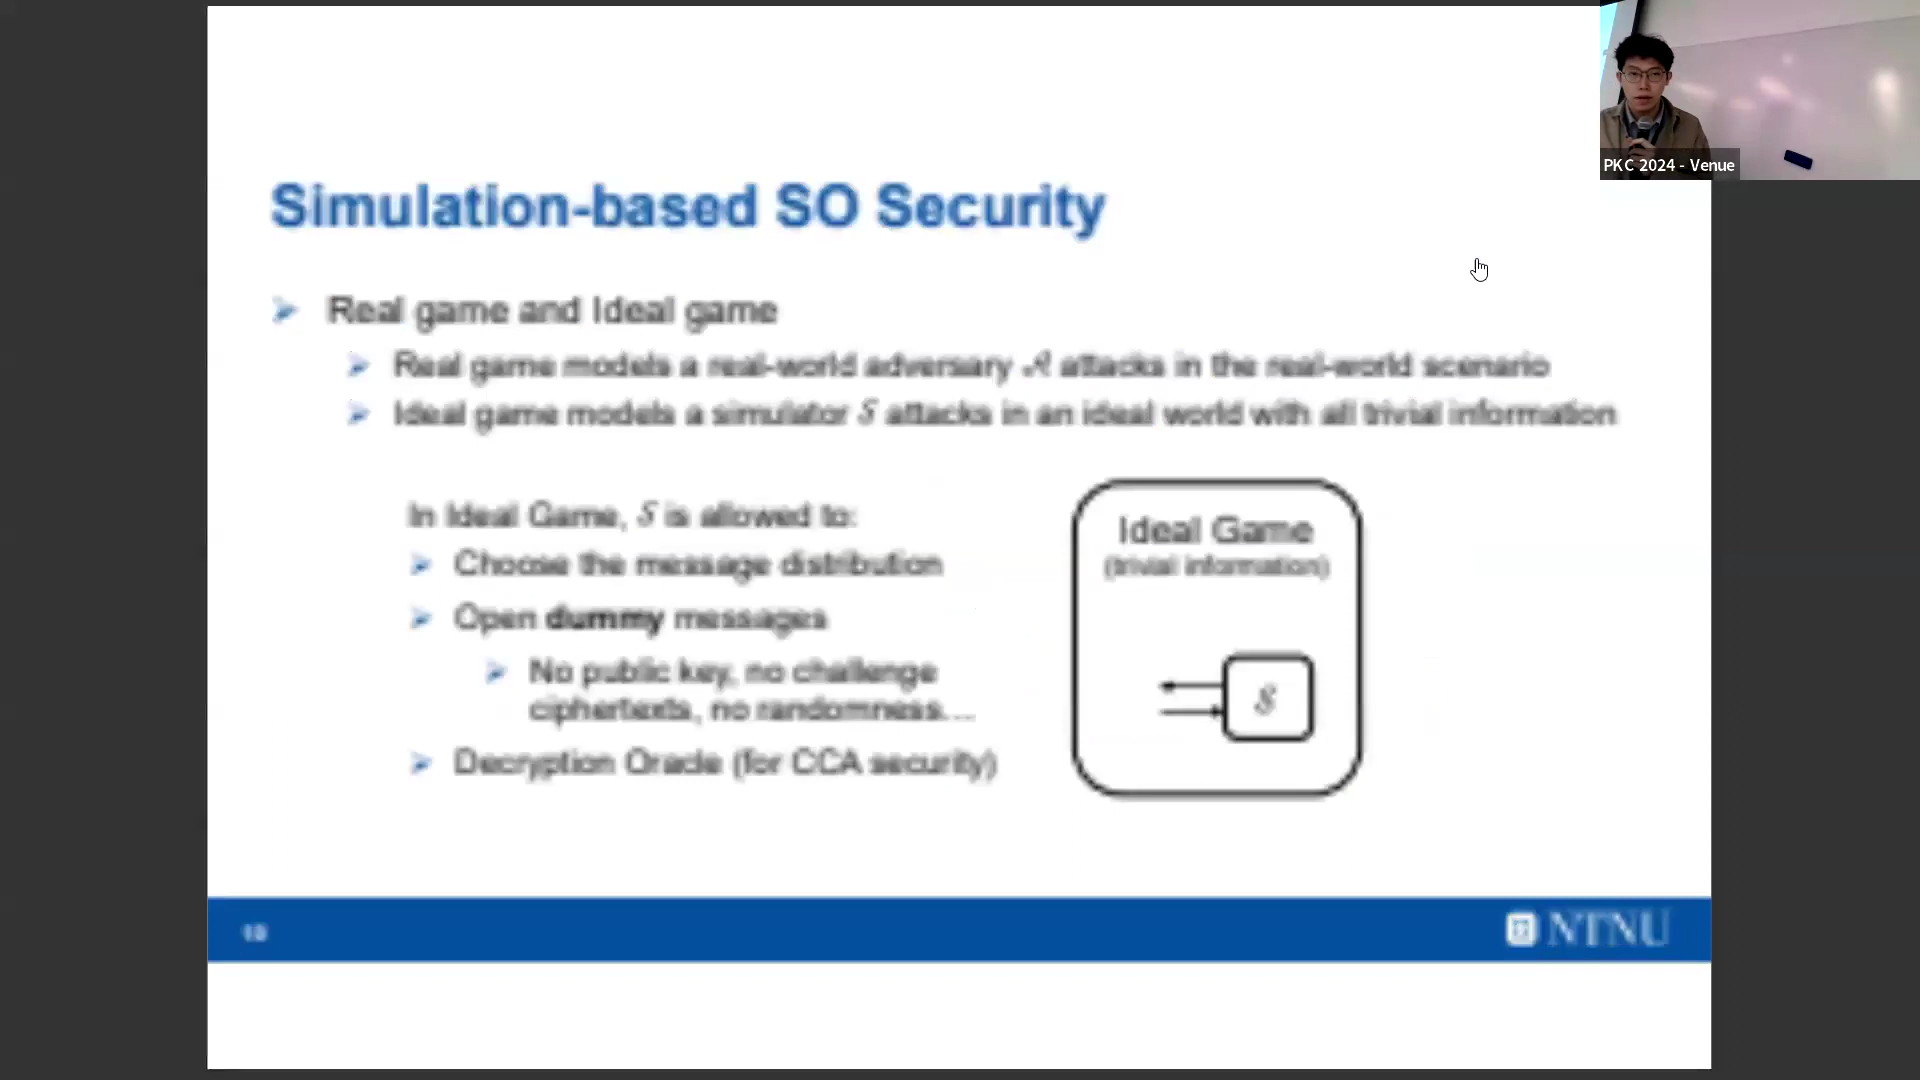 PKC 2024 - Venue
Simulation-based SO Security
Real game and Ideal game
Real game models a real-world adversary 𝒜 attacks in the real-world scenario
Ideal game models a simulator 𝒮 attacks in an ideal world with all trivial information
In Ideal Game, 𝒮 is allowed to:
Choose the message distribution
Open dummy messages
No public key, no challenge
ciphertexts, no randomness…
Decryption Oracle (for CCA security)
Ideal Game
(trivial information)
𝒮
NTNU